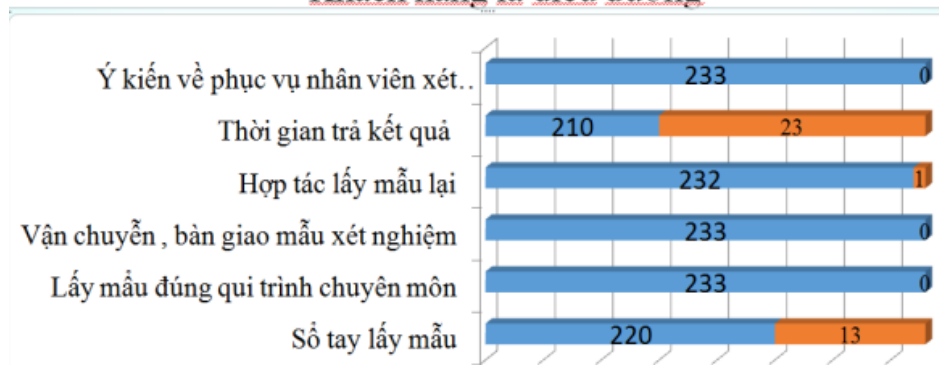 Ý kiến về phục vụ nhân viên xét..
233 0
Thời gian trả kết quả
210 23
Hợp tác lấy mẫu lại
232 1
Vận chuyễn , bàn giao mẫu xét nghiệm
233 0
Lấy mẩu đúng qui trình chuyên môn
233 0
Sổ tay lấy mẫu
220 13